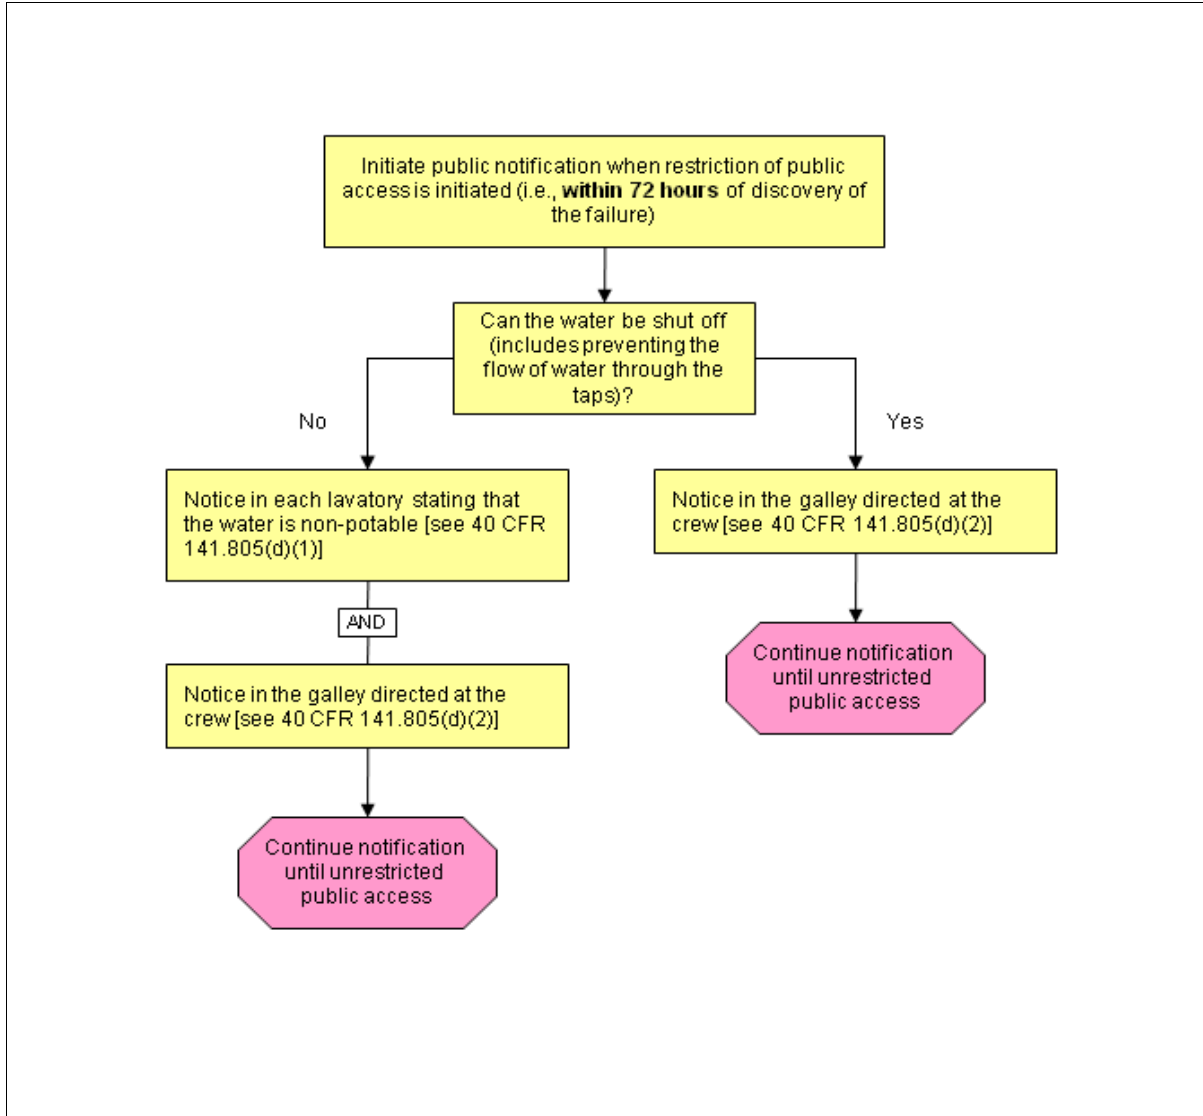 Initiate public notification when restriction of public
access is initiated (i.e., within 72 hours of discovery of
the failure)
Can the water be shut off
(includes preventing the
flow of water through the
taps)?
No
Yes
Notice in each lavatory stating that
the water is non-potable [see 40 CFR
141.805(d)(1)]
AND
Notice in the galley directed at the
crew [see 40 CFR 141.805(d)(2)]
Continue notification
until unrestricted
public access
Notice in the galley directed at the
crew [see 40 CFR 141.805(d)(2)]
Continue notification
until unrestricted
public access